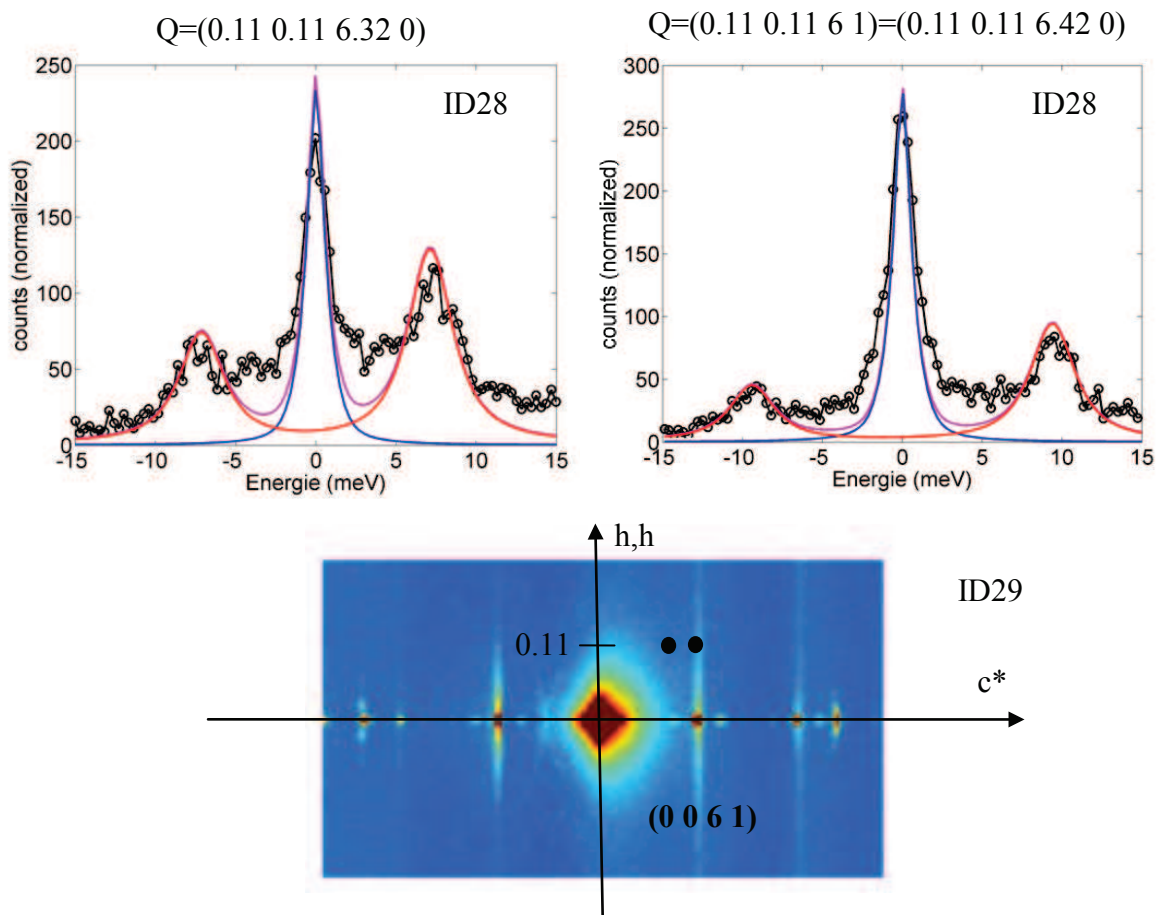 Q=(0.11 0.11 6.32 0)
Q=(0.11 0.11 6 1)=(0.11 0.11 6.42 0)
250
200
150
100
50
0
counts (normalized)
ID28
-15 -10 -5 0 5 10 15
Energie (meV)
300
250
200
150
100
50
0
counts (normalized)
ID28
-15 -10 -5 0 5 10 15
Energie (meV)
h,h
ID29
0.11
c*
(0 0 6 1)